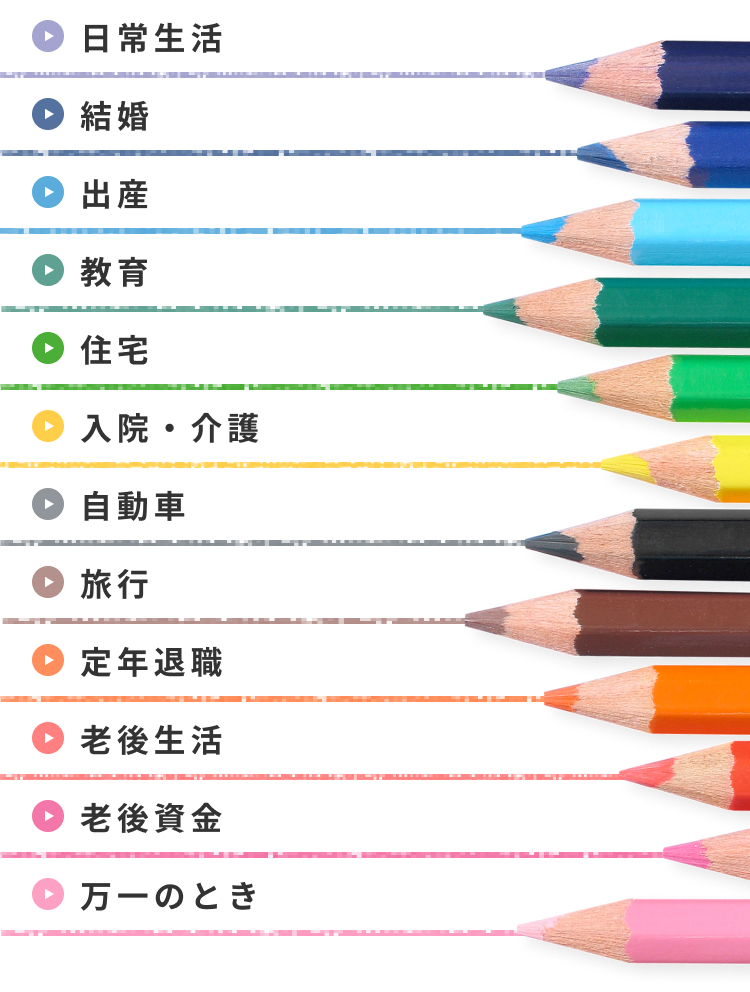 日常生活
結婚
出産
教育
住宅
入院・介護
自動車
旅行
定年退職
老後生活
老後資金
万一のとき